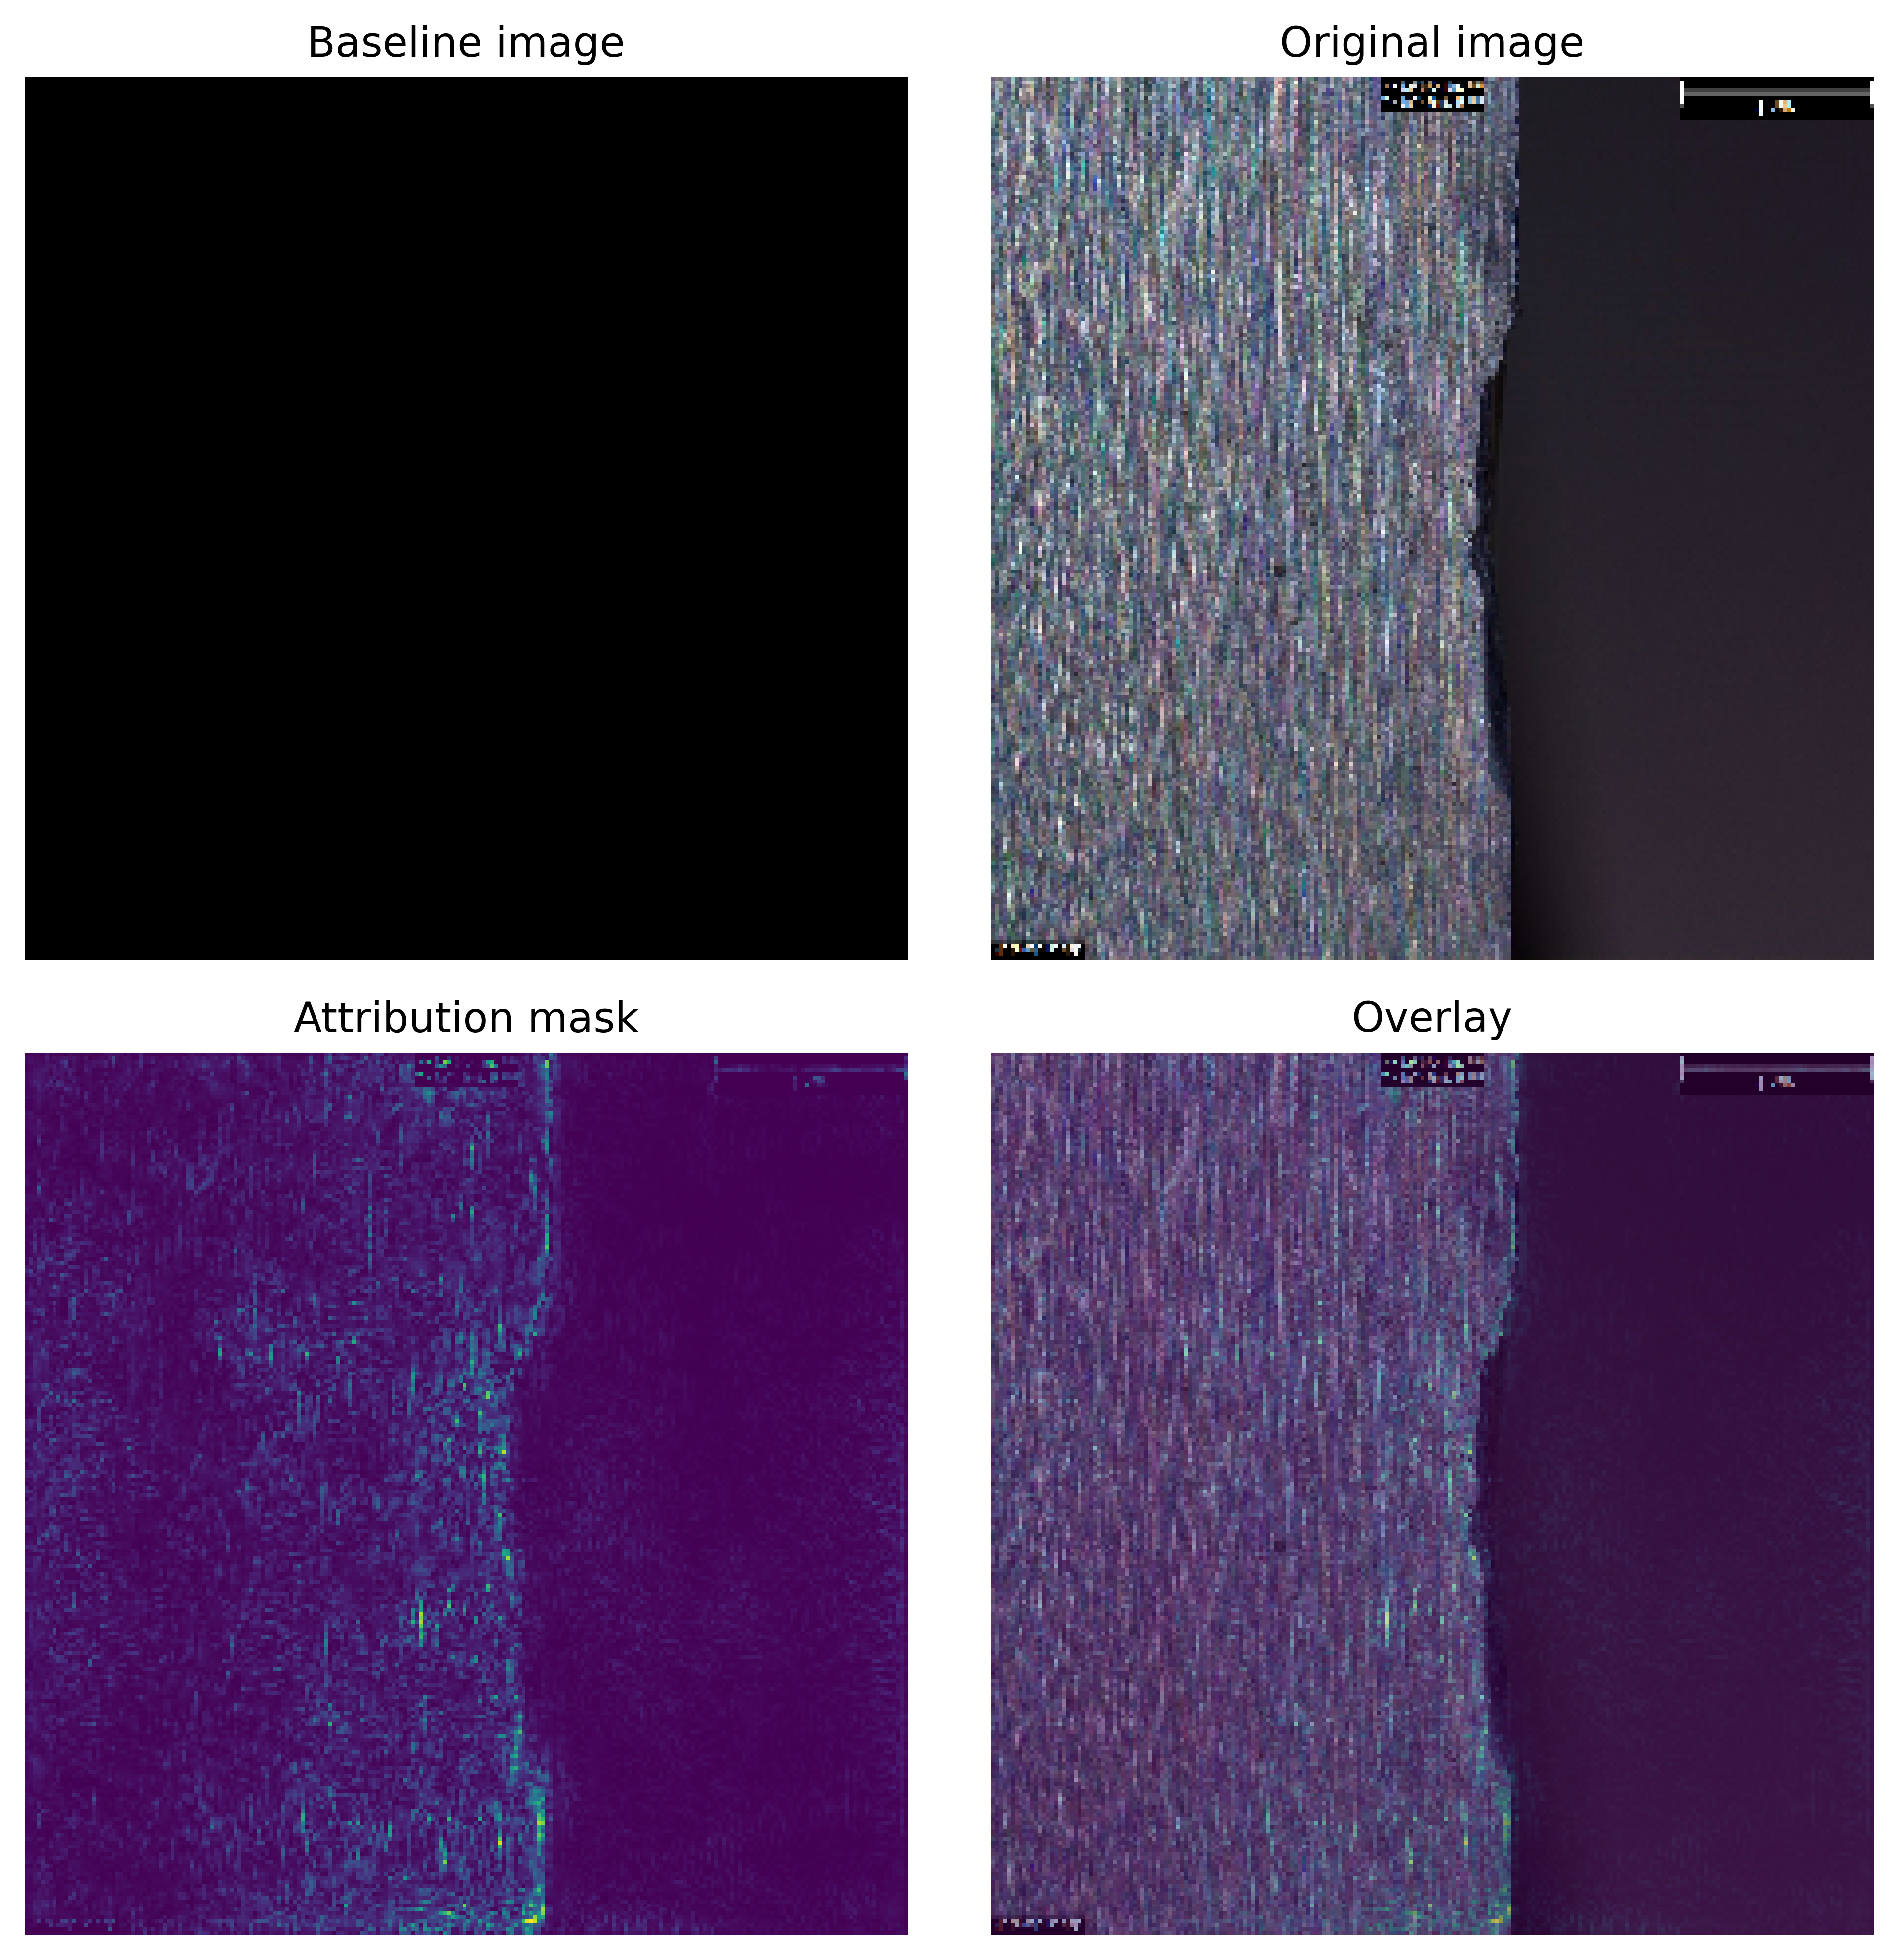 Baseline image
Original image
Attribution mask
Overlay